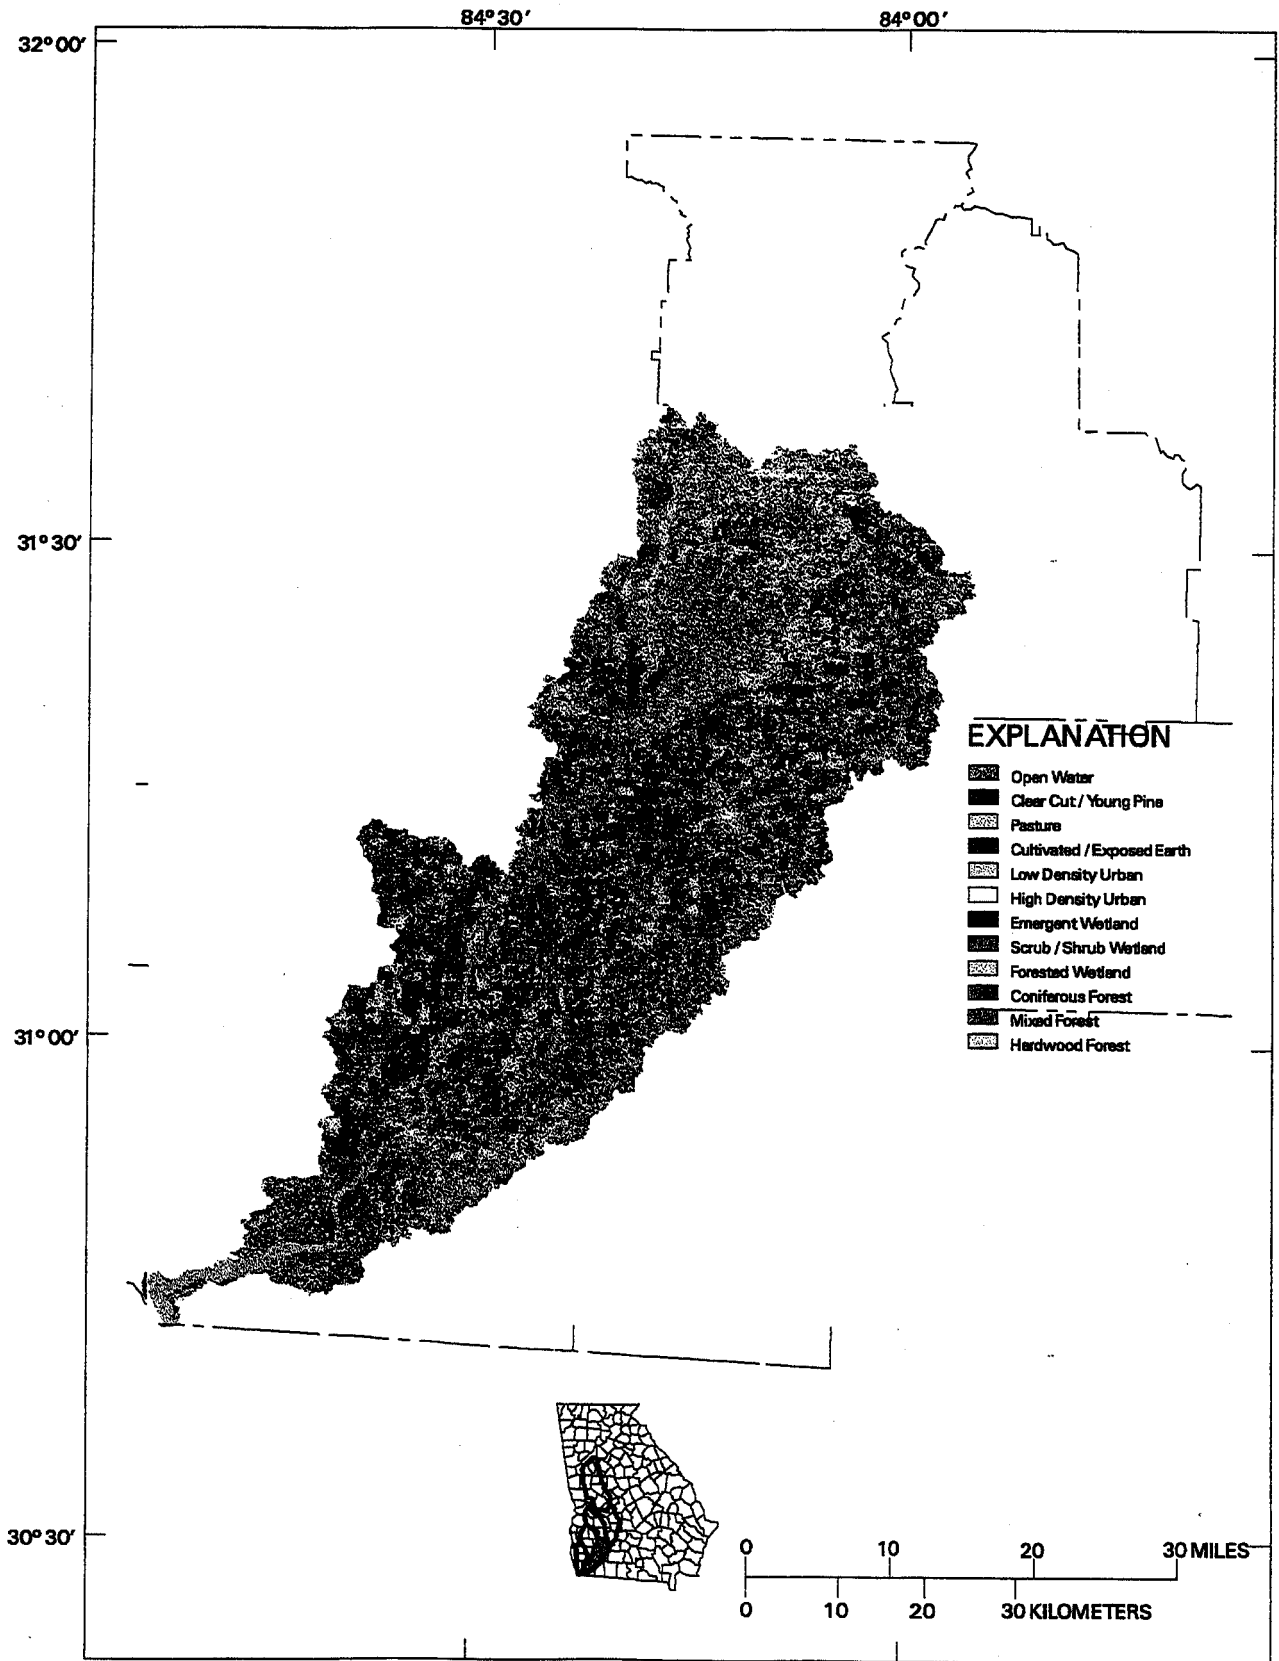 84°30′ 84°00′
32°00′
31°30′
EXPLANATION
Open Water
Clear Cut / Young Pine
Pasture
Cultivated / Exposed Earth
Low Density Urban
High Density Urban
Emergent Wetland
Scrub / Shrub Wetland
Forested Wetland
Coniferous Forest
Mixed Forest
Hardwood Forest
31°00′
30°30′
0 10 20 30 MILES
0 10 20 30 KILOMETERS